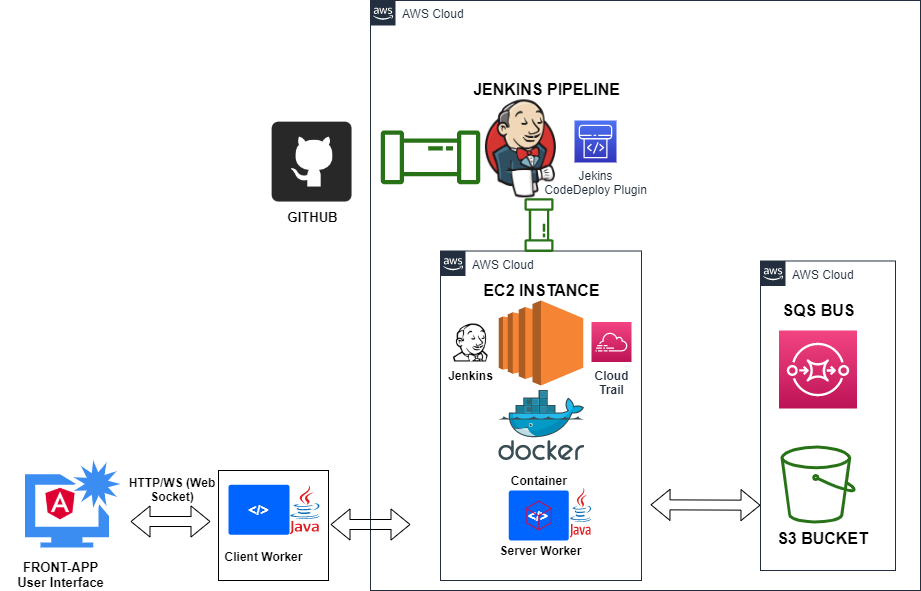 aws
AWS Cloud
JENKINS PIPELINE
GITHUB
Jekins
CodeDeploy Plugin
aws
AWS Cloud
EC2 INSTANCE
Jenkins
Cloud
Trail
docker
Container
Java
Server Worker
aws
AWS Cloud
SQS BUS
S3 BUCKET
HTTP/WS (Web
Socket)
FRONT-APP
User Interface
Java
Client Worker